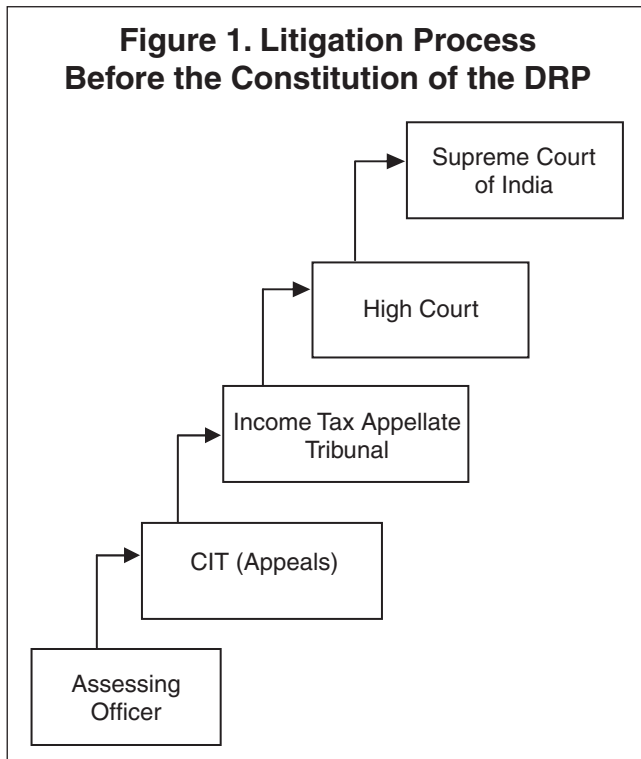 Figure 1. Litigation Process
Before the Constitution of the DRP
Supreme Court
of India
High Court
Income Tax Appellate
Tribunal
CIT (Appeals)
Assessing
Officer